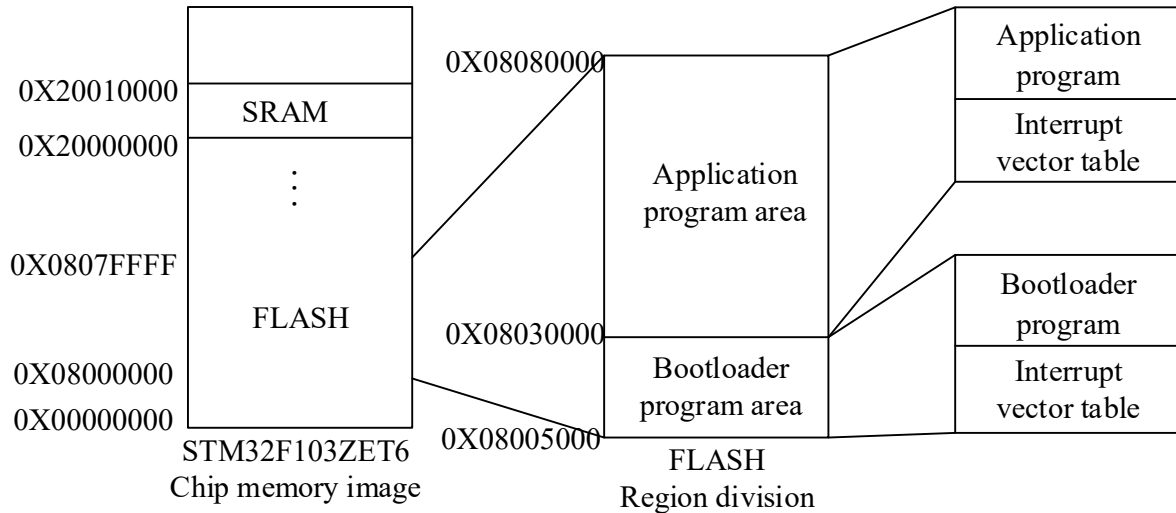 0X20010000
SRAM
0X20000000
⋮
0X0807FFFF
FLASH
0X08000000
0X00000000
STM32F103ZET6
Chip memory image
0X08080000
Application
program area
0X08030000
Bootloader
program area
0X08005000
FLASH
Region division
Application
program
Interrupt
vector table
Bootloader
program
Interrupt
vector table